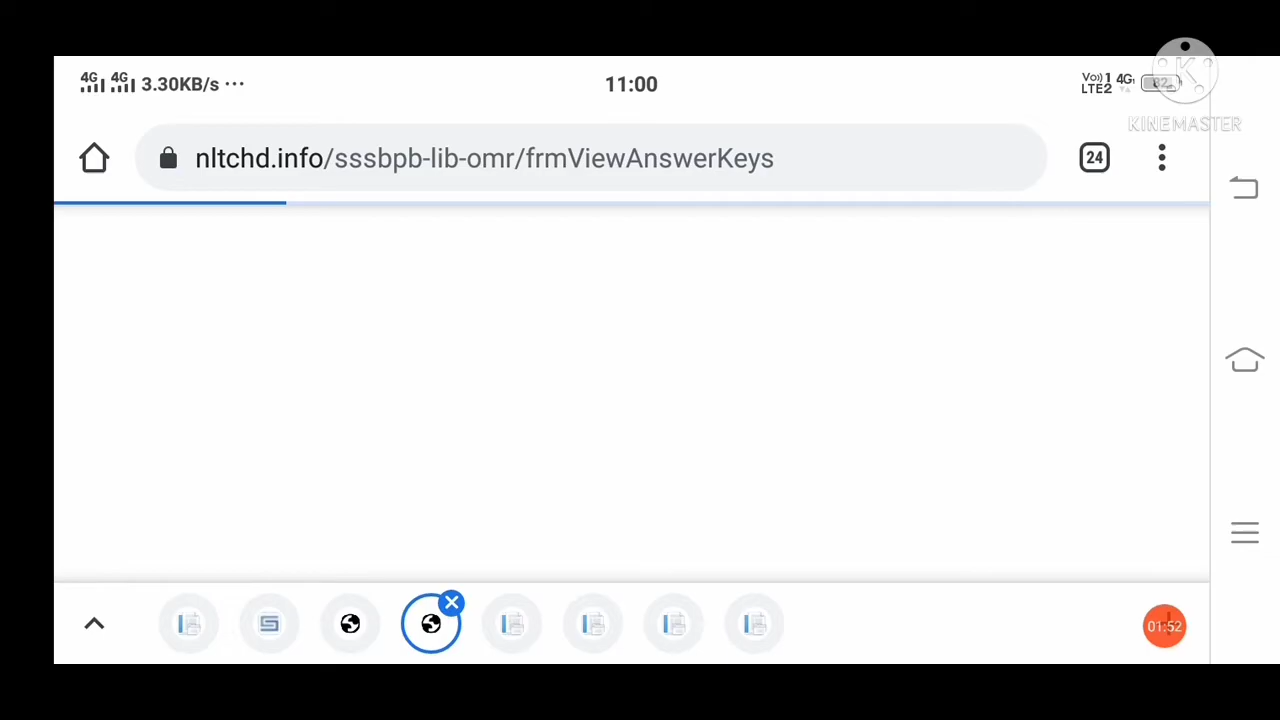 4G 4G 3.30KB/s ···
11:00
Vo) 1 4G
LTE2
KINEMASTER
nltchd.info/sssbpb-lib-omr/frmViewAnswerKeys
24
01:52